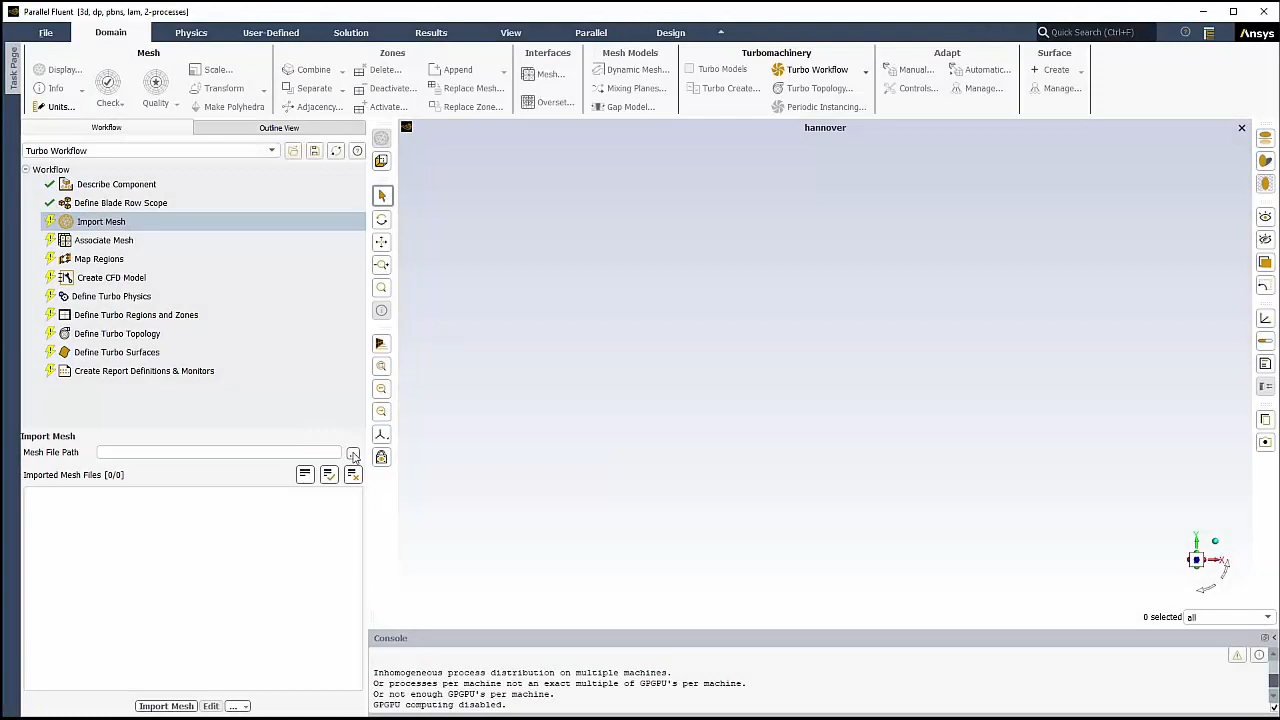 Parallel Fluent [3d, dp, pbns, lam, 2-processes]
File Domain Physics User-Defined Solution Results View Parallel Design Quick Search (Ctrl+F) Ansys
Task Page
Mesh Zones Interfaces Mesh Models Turbomachinery Adapt Surface
Display... Scale... Combine Delete... Append Mesh... Dynamic Mesh... Turbo Models Turbo Workflow Manual... Automatic... Create
Info Check Quality Transform Separate Deactivate... Replace Mesh... Mixing Planes... Turbo Create... Turbo Topology... Controls... Manage... Manage...
Units... Make Polyhedra Adjacency... Activate... Replace Zone... Overset... Gap Model... Periodic Instancing...
Workflow Outline View
hannover
Turbo Workflow
Workflow
Describe Component
Define Blade Row Scope
Import Mesh
Associate Mesh
Map Regions
Create CFD Model
Define Turbo Physics
Define Turbo Regions and Zones
Define Turbo Topology
Define Turbo Surfaces
Create Report Definitions & Monitors
Import Mesh
Mesh File Path
Imported Mesh Files [0/0]
Import Mesh Edit ...
Y
X
0 selected all
Console
Inhomogeneous process distribution on multiple machines.
Or processes per machine not an exact multiple of GPGPU's per machine.
Or not enough GPGPU's per machine.
GPGPU computing disabled.